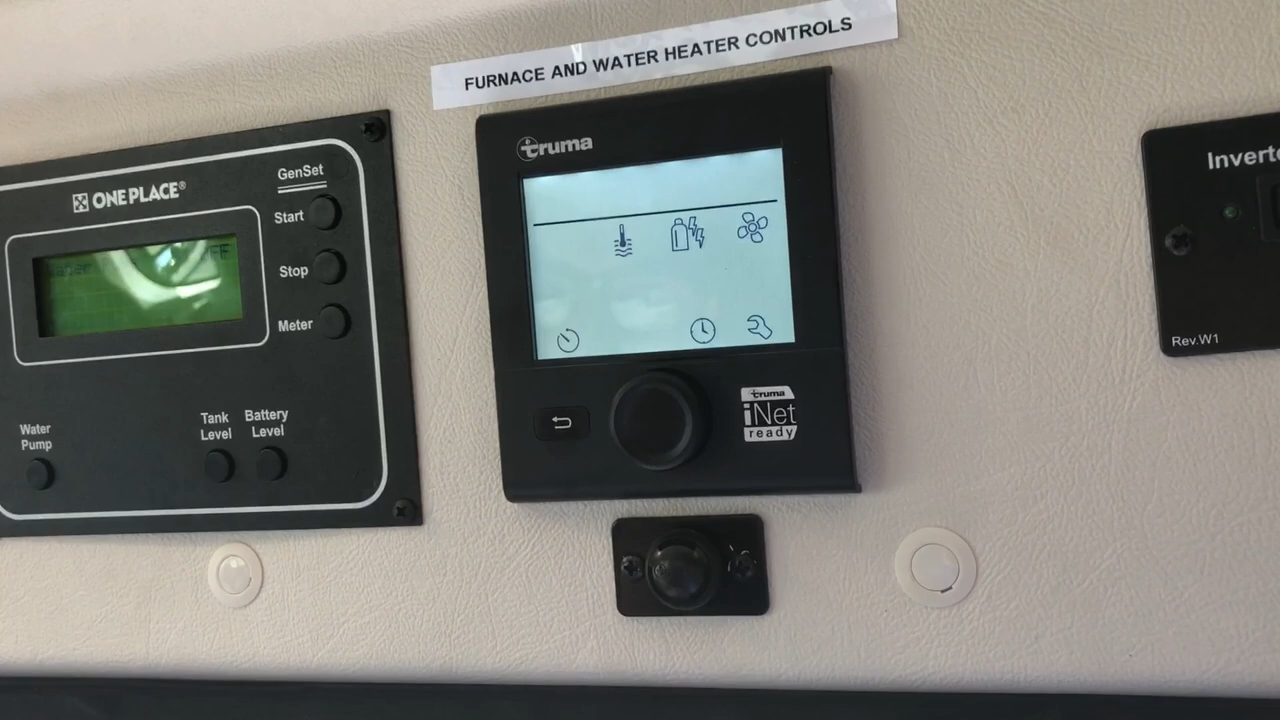 FURNACE AND WATER HEATER CONTROLS
ONE PLACE®
GenSet
Start
Stop
Meter
Water
Pump
Tank
Level
Battery
Level
truma
truma
iNet
ready
Rev.W1